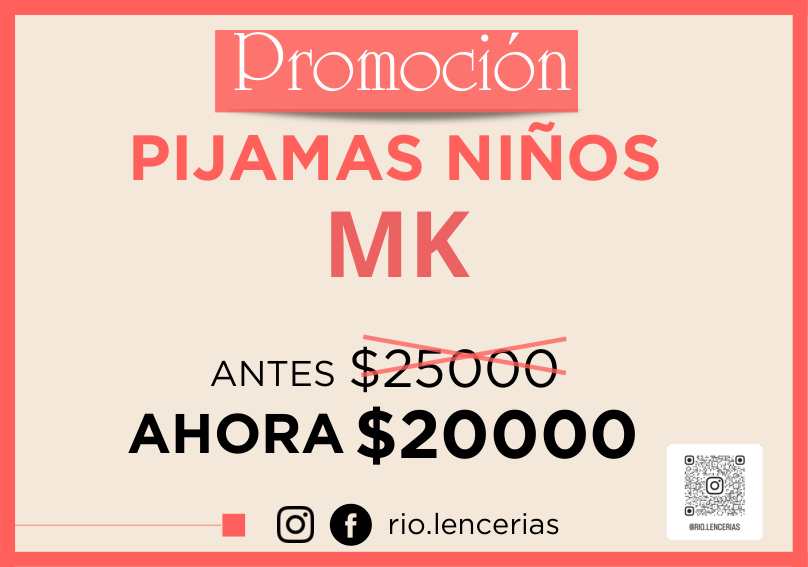 Promoción
PIJAMAS NIÑOS
MK
ANTES $25000
AHORA $20000
rio.lencerias
@RIO.LENCERIAS